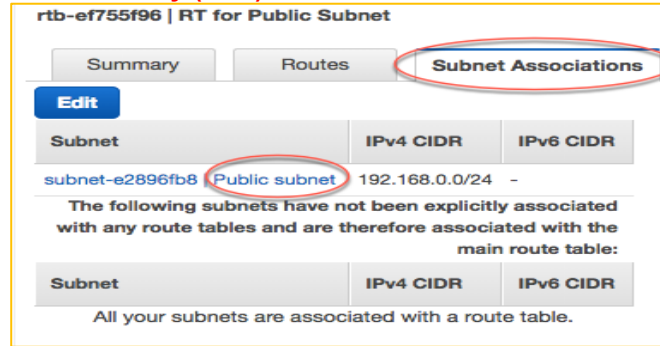 rtb-ef755f96 | RT for Public Subnet
Summary Routes Subnet Associations
Edit
Subnet IPv4 CIDR IPv6 CIDR
subnet-e2896fb8 | Public subnet 192.168.0.0/24 -
The following subnets have not been explicitly associated
with any route tables and are therefore associated with the
main route table:
Subnet IPv4 CIDR IPv6 CIDR
All your subnets are associated with a route table.